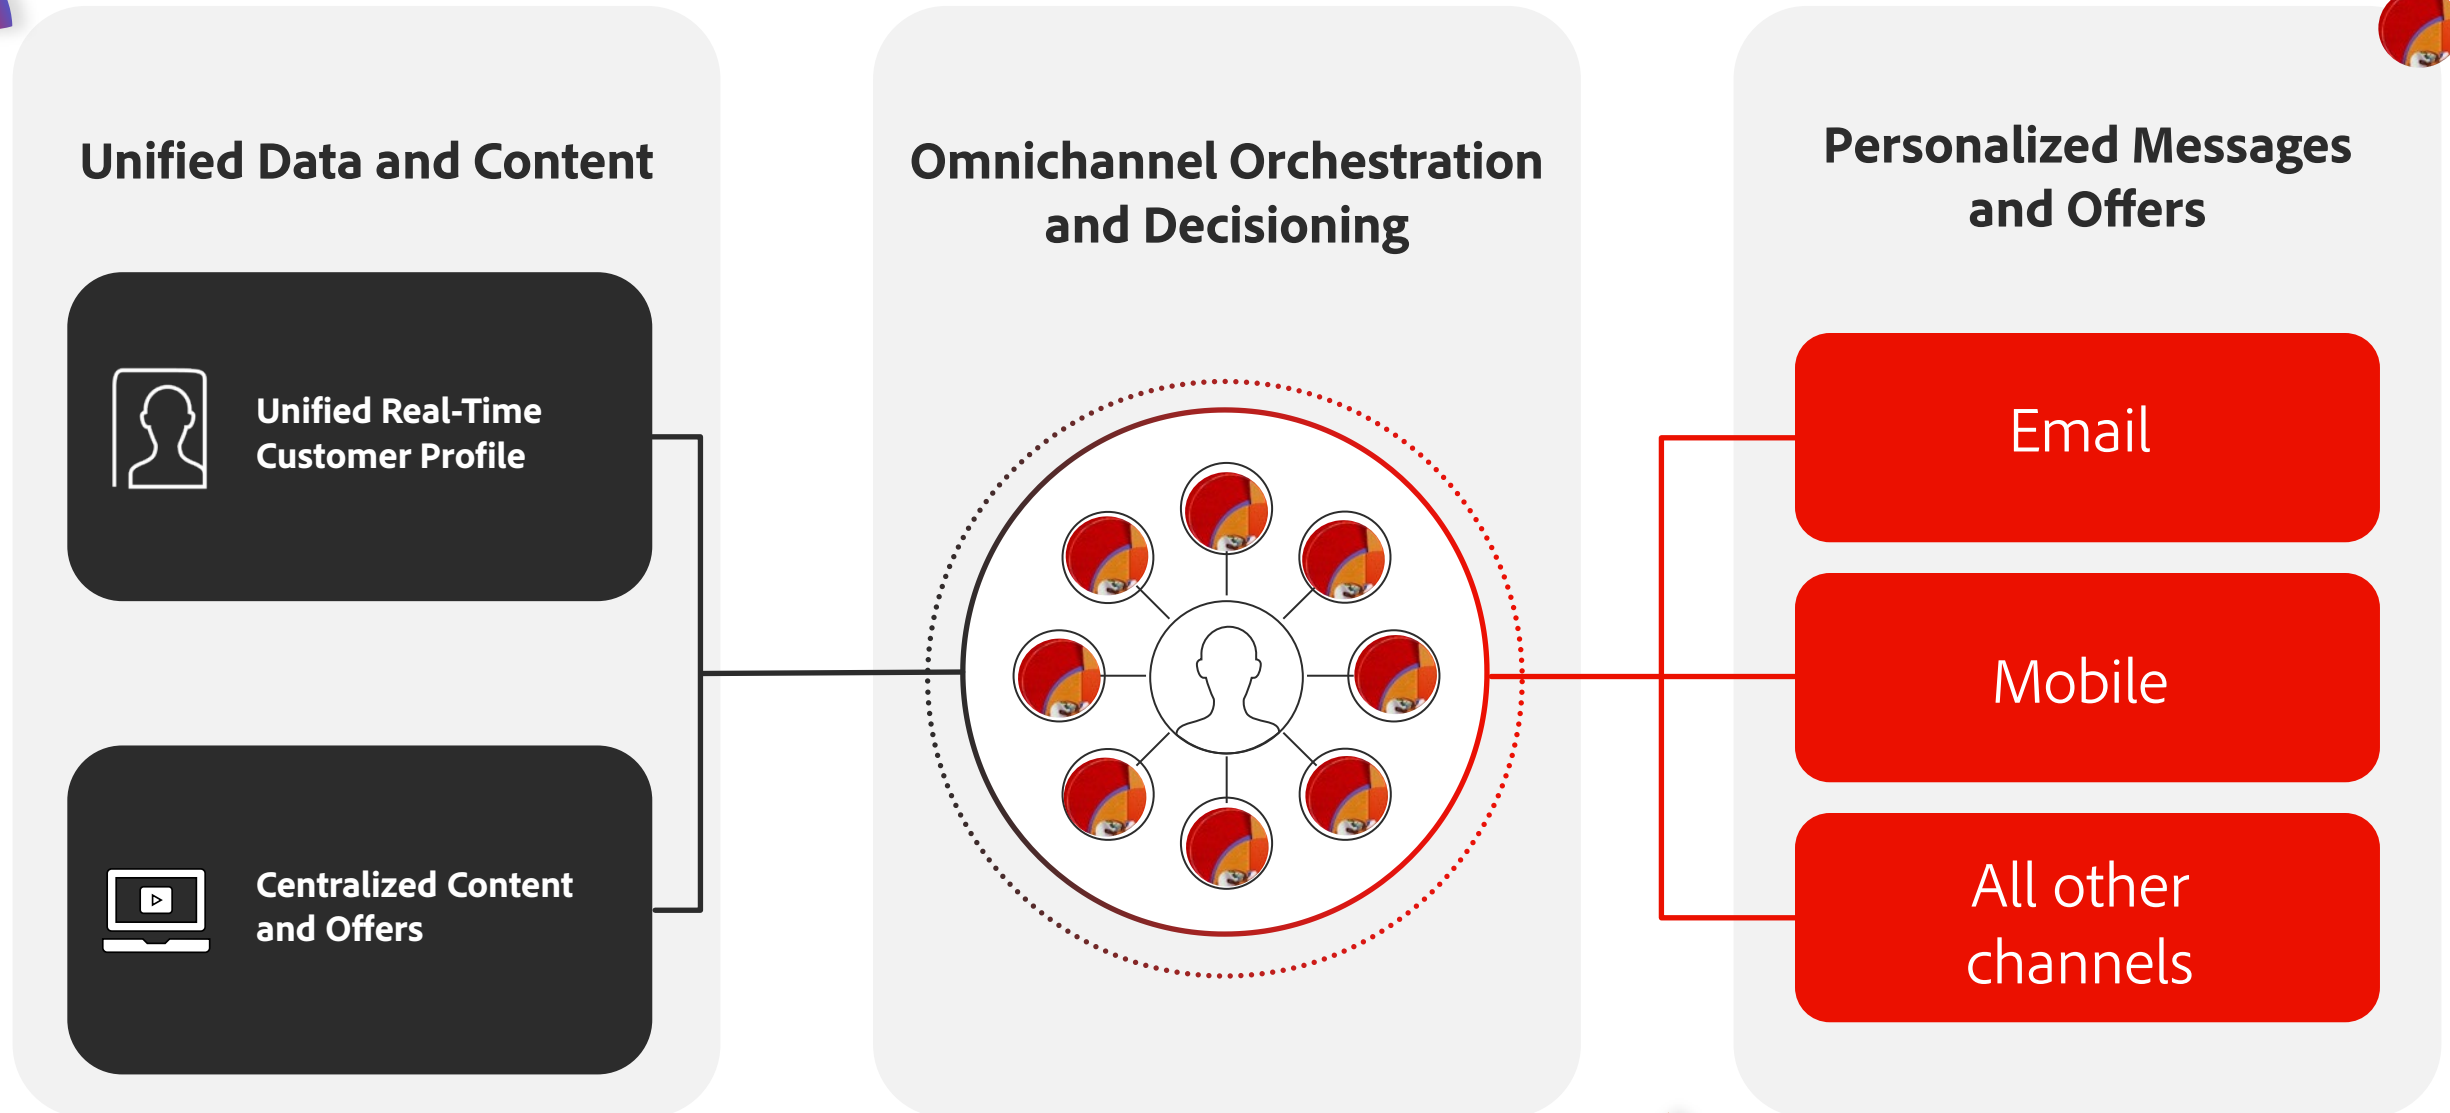 Unified Data and Content
Unified Real-Time
Customer Profile
Centralized Content
and Offers
Omnichannel Orchestration
and Decisioning
Personalized Messages
and Offers
Email
Mobile
All other
channels